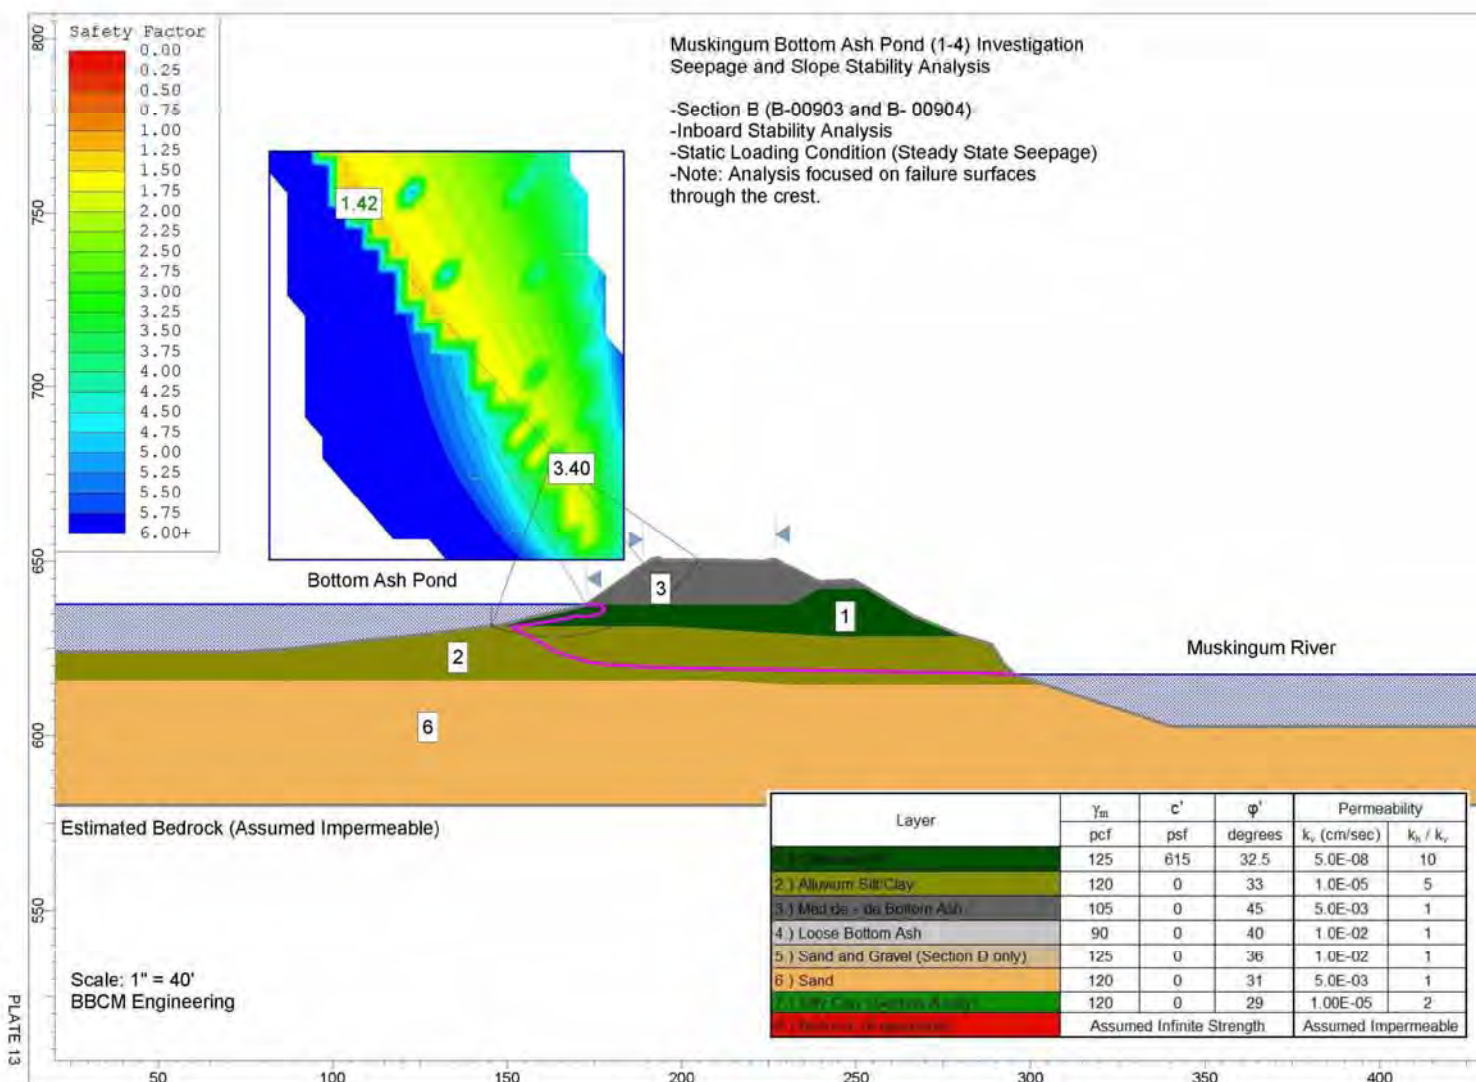 Safety Factor
0.00
0.25
0.50
0.75
1.00
1.25
1.50
1.75
2.00
2.25
2.50
2.75
3.00
3.25
3.50
3.75
4.00
4.25
4.50
4.75
5.00
5.25
5.50
5.75
6.00+
Muskingum Bottom Ash Pond (1-4) Investigation
Seepage and Slope Stability Analysis
-Section B (B-00903 and B- 00904)
-Inboard Stability Analysis
-Static Loading Condition (Steady State Seepage)
-Note: Analysis focused on failure surfaces
through the crest.
800
750
700
650
600
550
1.42
3.40
Bottom Ash Pond
3
1
2
6
Muskingum River
Estimated Bedrock (Assumed Impermeable)
Scale: 1" = 40'
BBCM Engineering
PLATE 13
Layer γm c' φ' Permeability
pcf psf degrees kv (cm/sec) kh / kv
125 615 32.5 5.0E-08 10
2.) Alluvium Silt/Clay 120 0 33 1.0E-05 5
3.) Med de - de Bottom Ash 105 0 45 5.0E-03 1
4.) Loose Bottom Ash 90 0 40 1.0E-02 1
5.) Sand and Gravel (Section D only) 125 0 36 1.0E-02 1
6.) Sand 120 0 31 5.0E-03 1
120 0 29 1.00E-05 2
Assumed Infinite Strength Assumed Impermeable
50 100 150 200 250 300 350 400